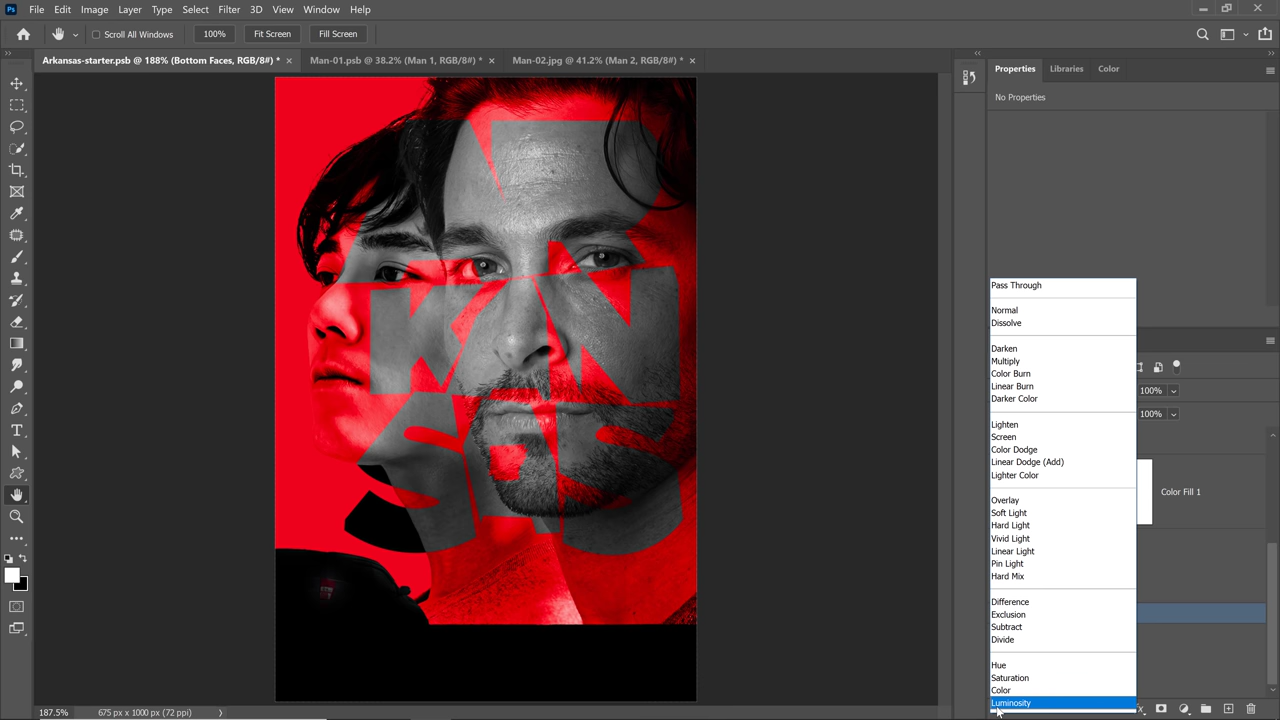 Ps File Edit Image Layer Type Select Filter 3D View Window Help
Scroll All Windows 100% Fit Screen Fill Screen
Arkansas-starter.psb @ 188% (Bottom Faces, RGB/8#) * × Man-01.psb @ 38.2% (Man 1, RGB/8#) * × Man-02.jpg @ 41.2% (Man 2, RGB/8#) * ×
Properties Libraries Color
No Properties
Pass Through
Normal
Dissolve
Darken
Multiply
Color Burn
Linear Burn
Darker Color
Lighten
Screen
Color Dodge
Linear Dodge (Add)
Lighter Color
Overlay
Soft Light
Hard Light
Vivid Light
Linear Light
Pin Light
Hard Mix
Difference
Exclusion
Subtract
Divide
Hue
Saturation
Color
Luminosity
100%
100%
Color Fill 1
187.5% 675 px x 1000 px (72 ppi)